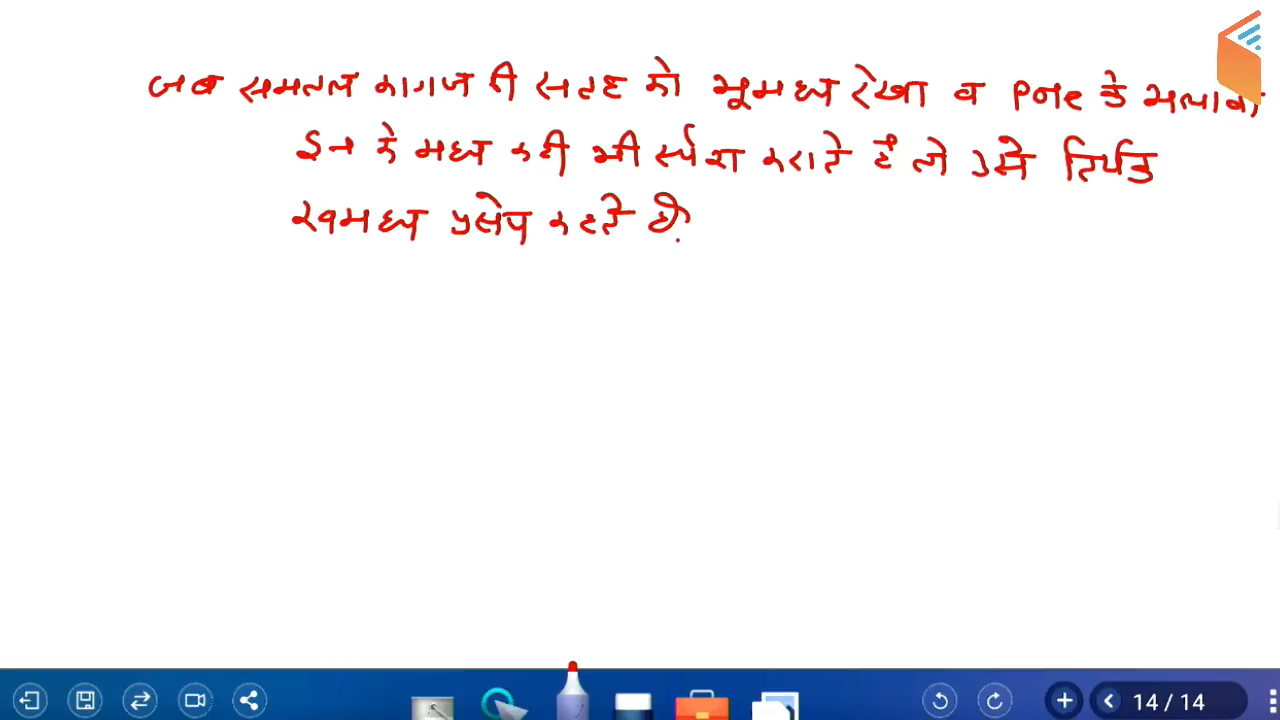 जब समतल कागज की सतह को भूमध्य रेखा व Pole के अलावा
इन के मध्य कही भी स्पर्श कराते है तो उसे तिर्यक
खमध्य प्रक्षेप कहते है
14 / 14